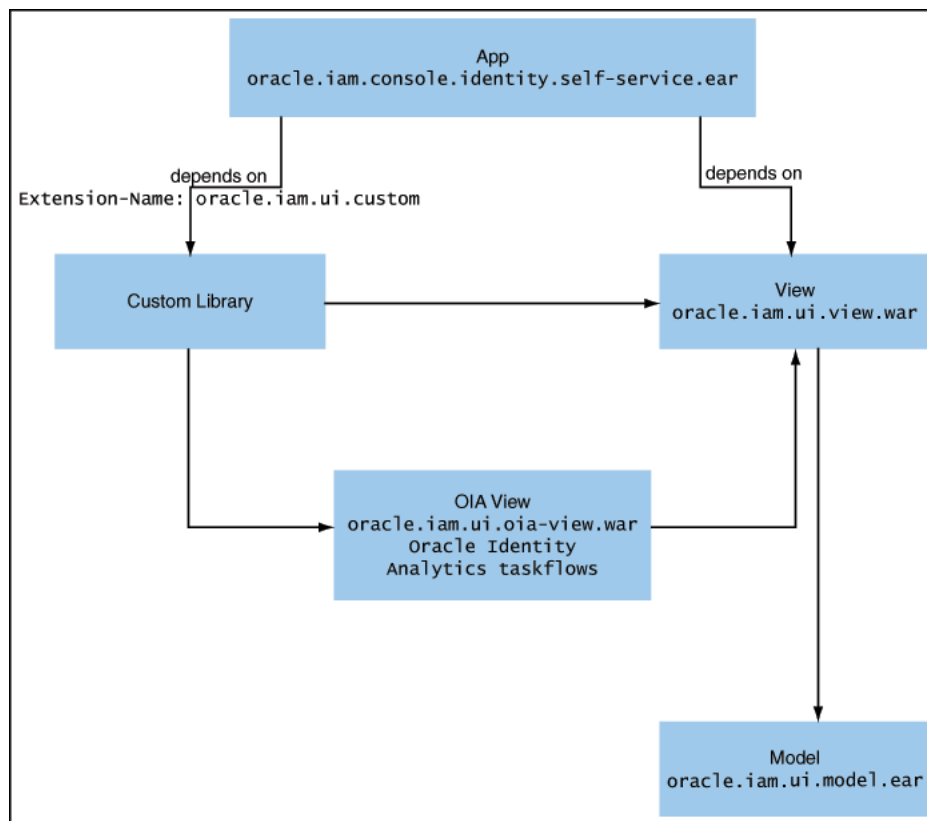 App
oracle.iam.console.identity.self-service.ear
depends on
Extension-Name: oracle.iam.ui.custom
depends on
Custom Library
View
oracle.iam.ui.view.war
OIA View
oracle.iam.ui.oia-view.war
Oracle Identity
Analytics taskflows
Model
oracle.iam.ui.model.ear